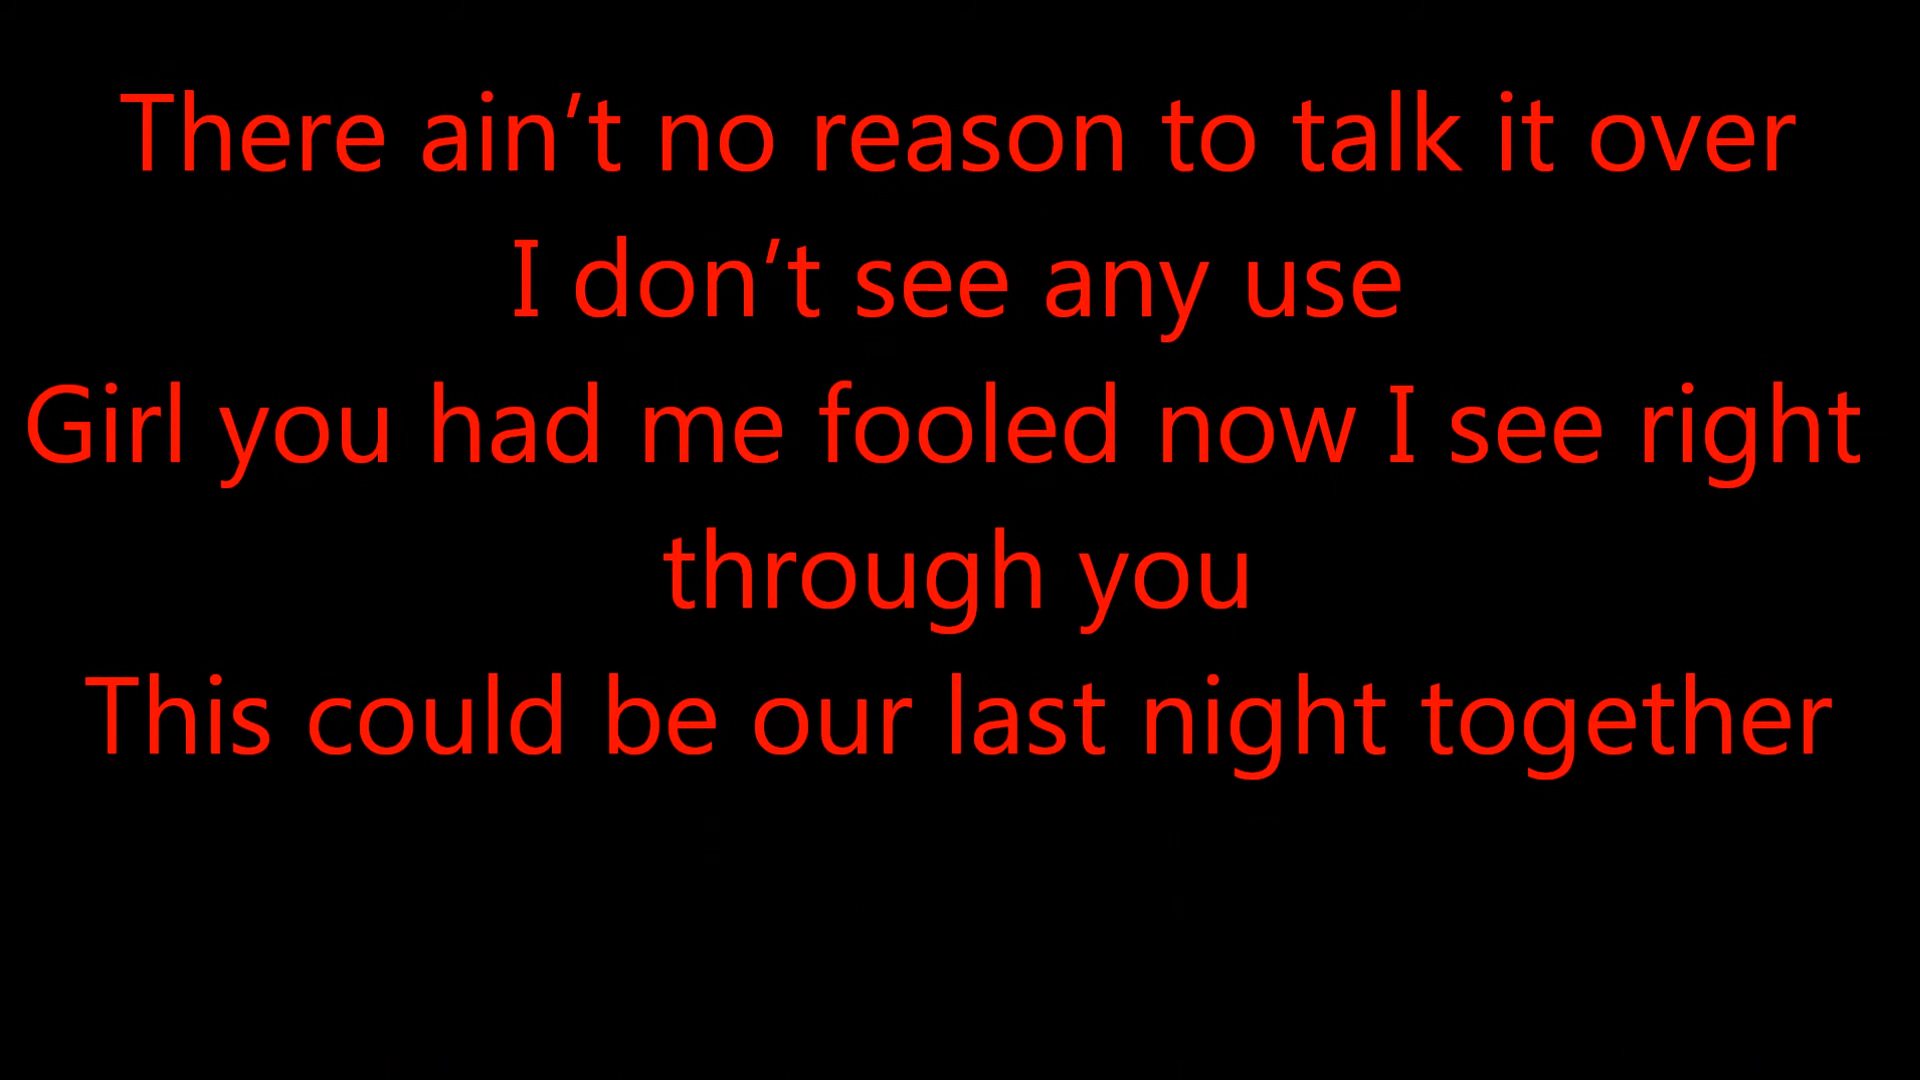 There ain’t no reason to talk it over
I don’t see any use
Girl you had me fooled now I see right
through you
This could be our last night together